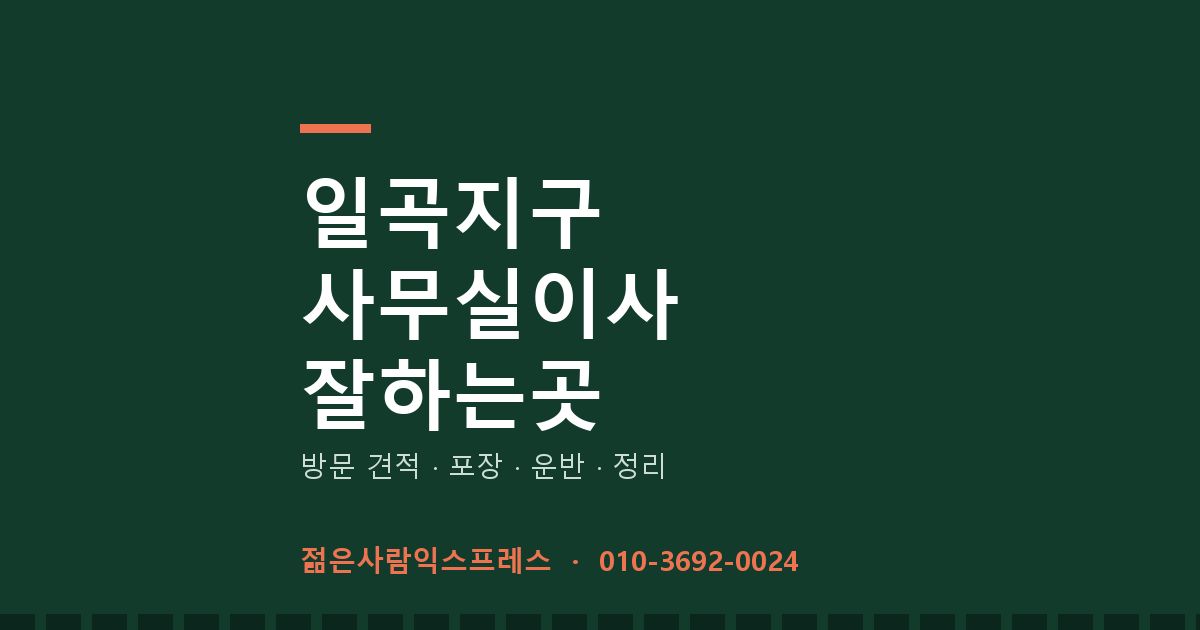 일곡지구
사무실이사
잘하는곳
방문 견적 · 포장 · 운반 · 정리
젊은사람익스프레스 · 010-3692-0024